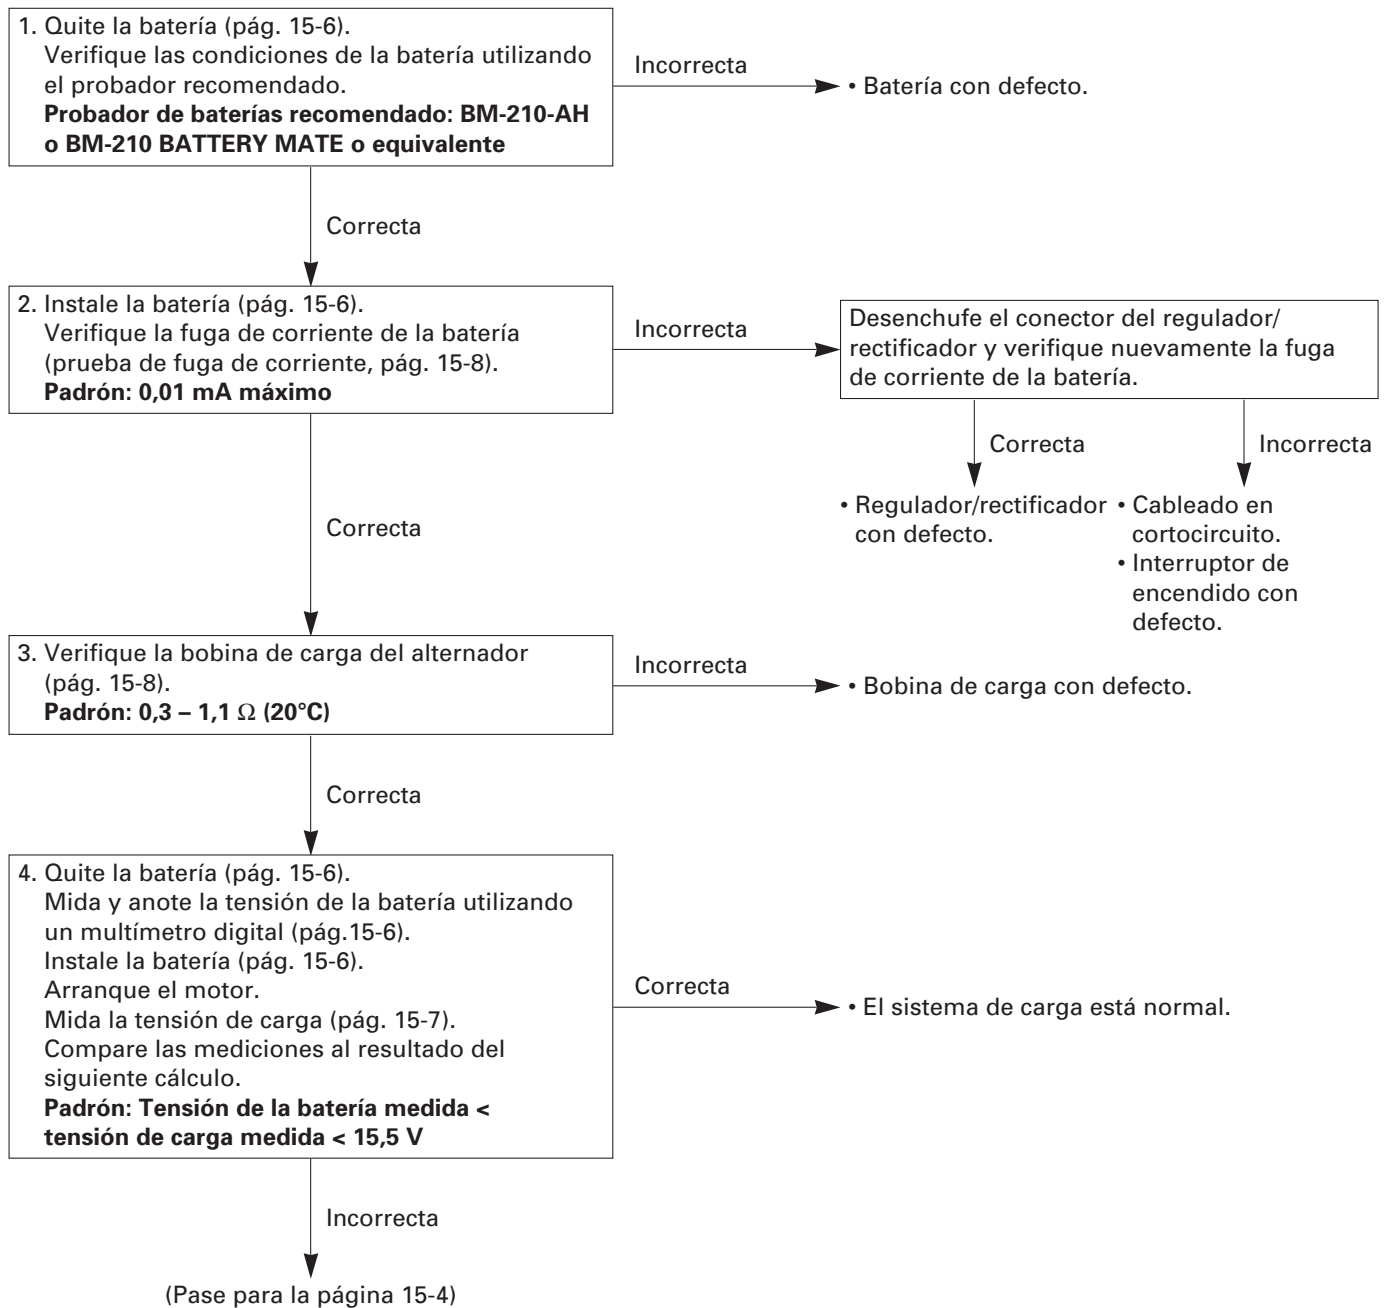 1. Quite la batería (pág. 15-6).
Verifique las condiciones de la batería utilizando
el probador recomendado.
Probador de baterías recomendado: BM-210-AH
o BM-210 BATTERY MATE o equivalente
Incorrecta
• Batería con defecto.
Correcta
2. Instale la batería (pág. 15-6).
Verifique la fuga de corriente de la batería
(prueba de fuga de corriente, pág. 15-8).
Padrón: 0,01 mA máximo
Incorrecta
Desenchufe el conector del regulador/
rectificador y verifique nuevamente la fuga
de corriente de la batería.
Correcta
Incorrecta
• Regulador/rectificador
con defecto.
• Cableado en
cortocircuito.
• Interruptor de
encendido con
defecto.
Correcta
3. Verifique la bobina de carga del alternador
(pág. 15-8).
Padrón: 0,3 – 1,1 Ω (20°C)
Incorrecta
• Bobina de carga con defecto.
Correcta
4. Quite la batería (pág. 15-6).
Mida y anote la tensión de la batería utilizando
un multímetro digital (pág.15-6).
Instale la batería (pág. 15-6).
Arranque el motor.
Mida la tensión de carga (pág. 15-7).
Compare las mediciones al resultado del
siguiente cálculo.
Padrón: Tensión de la batería medida <
tensión de carga medida < 15,5 V
Correcta
• El sistema de carga está normal.
Incorrecta
(Pase para la página 15-4)